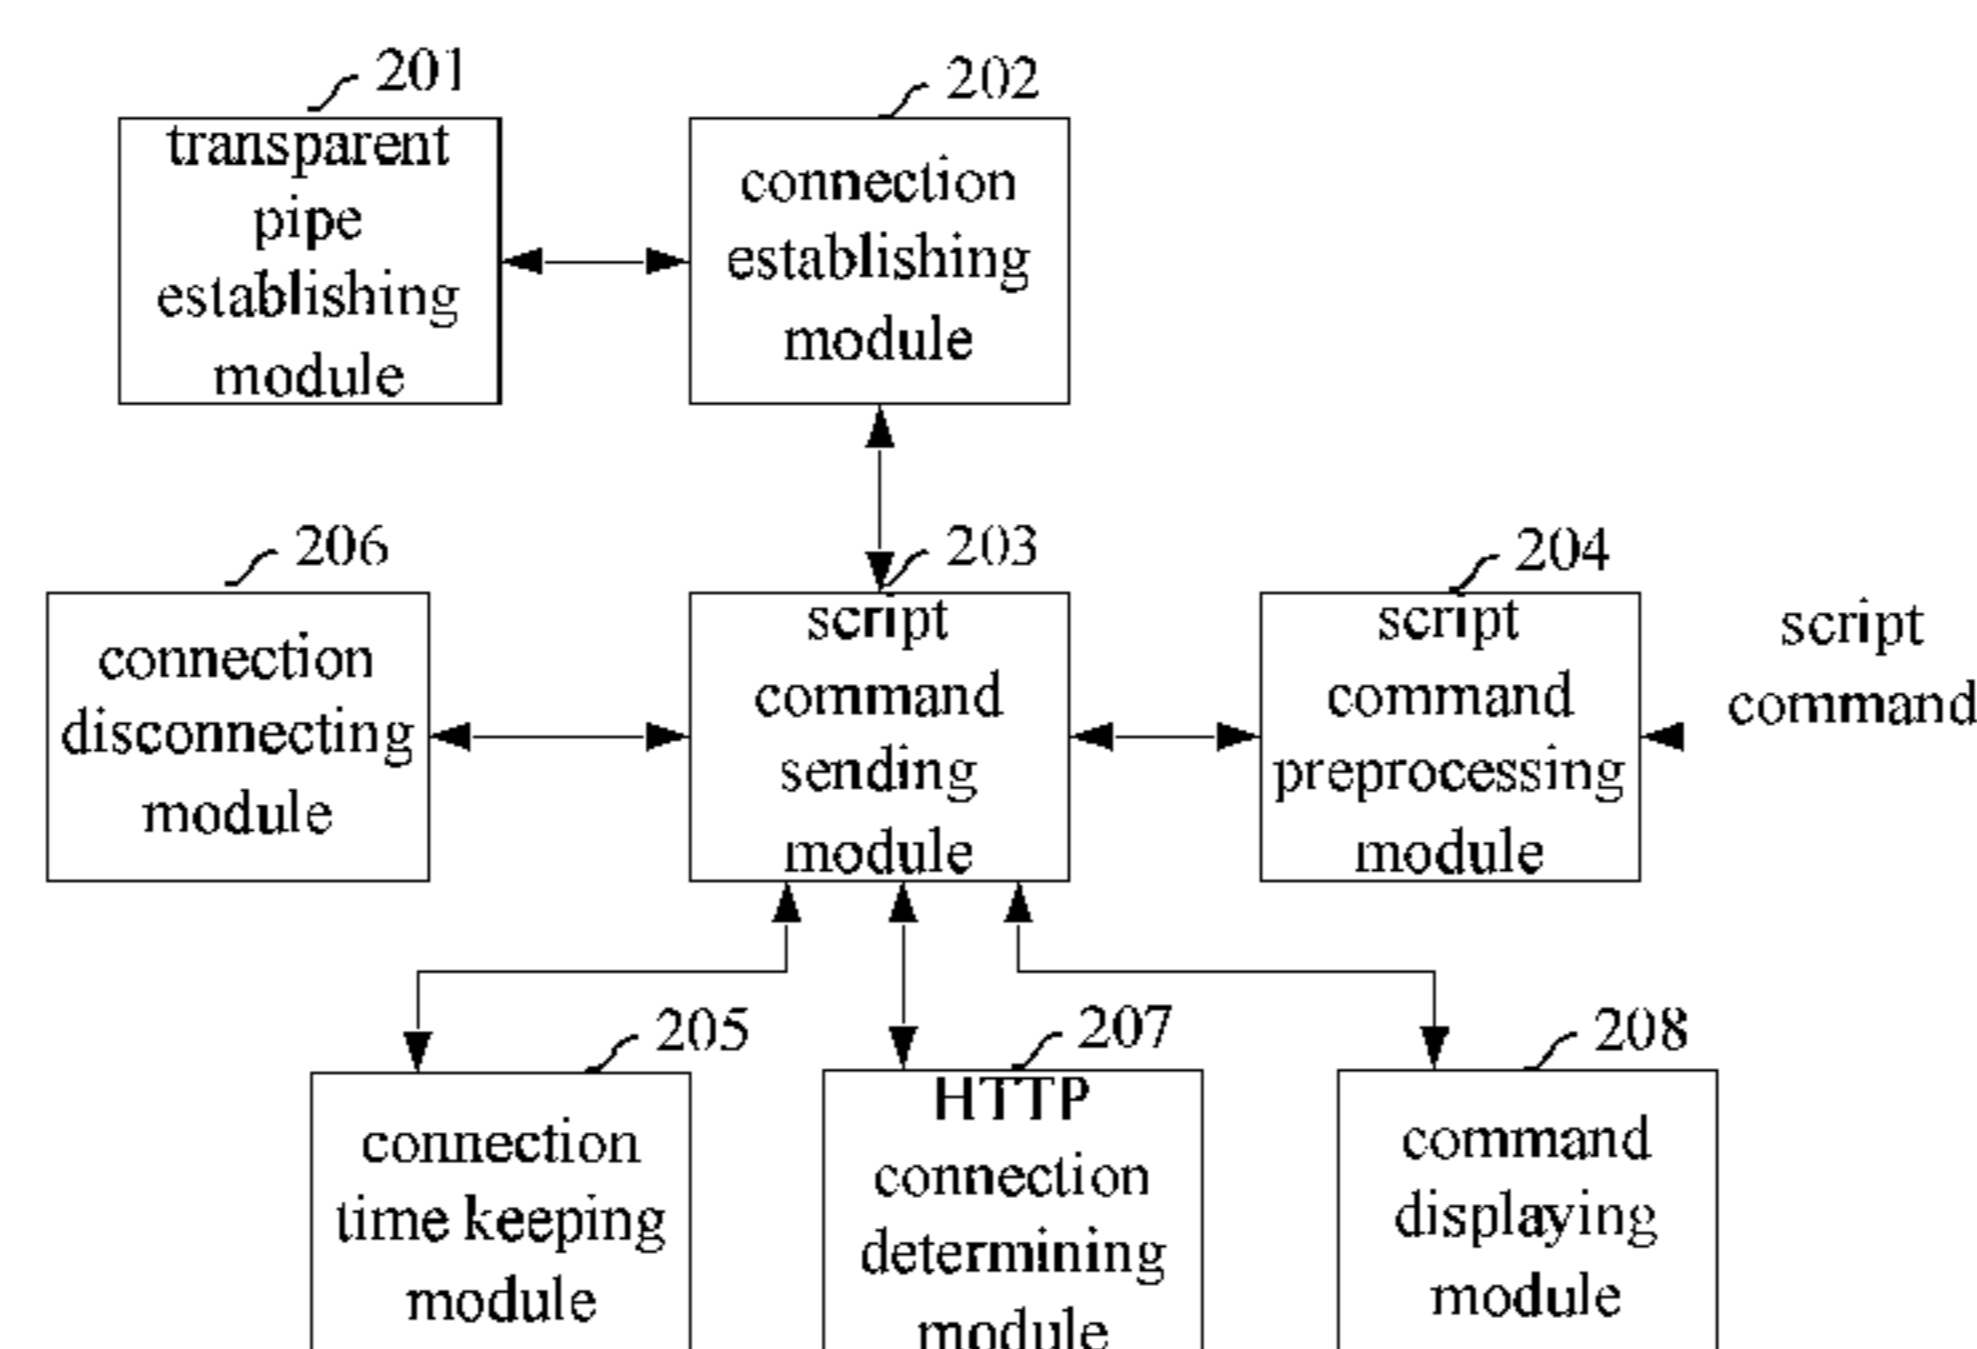 201
transparent
pipe
establishing
module
202
connection
establishing
module
206
connection
disconnecting
module
203
script
command
sending
module
204
script
command
preprocessing
module
script
command
205
connection
time keeping
module
207
HTTP
connection
determining
module
208
command
displaying
module